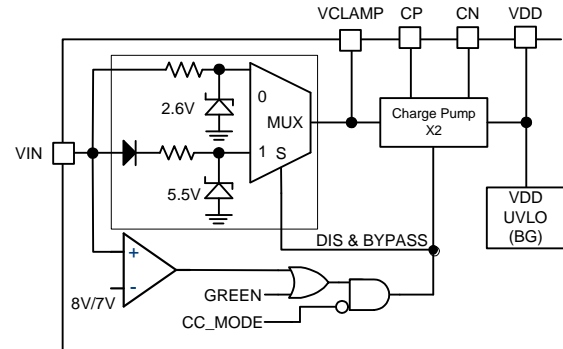 VCLAMP CP CN VDD
0
2.6V
MUX
Charge Pump
X2
VIN
1 S
5.5V
VDD
UVLO
(BG)
DIS & BYPASS
+
-
8V/7V
GREEN
CC_MODE